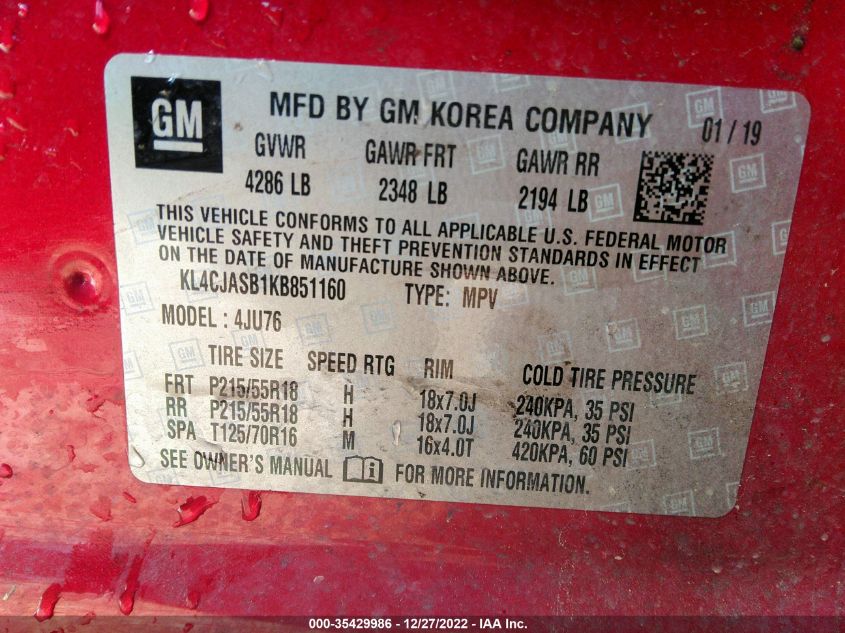 GM MFD BY GM KOREA COMPANY 01 / 19
GVWR GAWR FRT GAWR RR
4286 LB 2348 LB 2194 LB
THIS VEHICLE CONFORMS TO ALL APPLICABLE U.S. FEDERAL MOTOR
VEHICLE SAFETY AND THEFT PREVENTION STANDARDS IN EFFECT
ON THE DATE OF MANUFACTURE SHOWN ABOVE.
KL4CJASB1KB851160 TYPE: MPV
MODEL : 4JU76
TIRE SIZE SPEED RTG RIM COLD TIRE PRESSURE
FRT P215/55R18 H 18x7.0J 240KPA, 35 PSI
RR P215/55R18 H 18x7.0J 240KPA, 35 PSI
SPA T125/70R16 M 16x4.0T 420KPA, 60 PSI
SEE OWNER'S MANUAL FOR MORE INFORMATION.
000-35429986 - 12/27/2022 - IAA Inc.